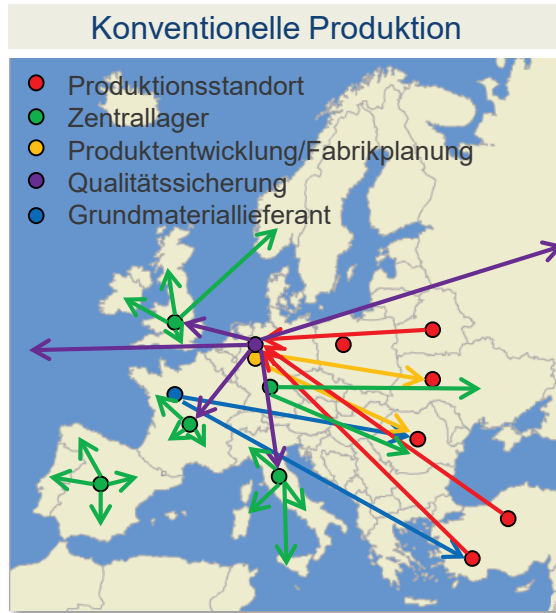 Konventionelle Produktion
Produktionsstandort
Zentrallager
Produktentwicklung/Fabrikplanung
Qualitätssicherung
Grundmateriallieferant